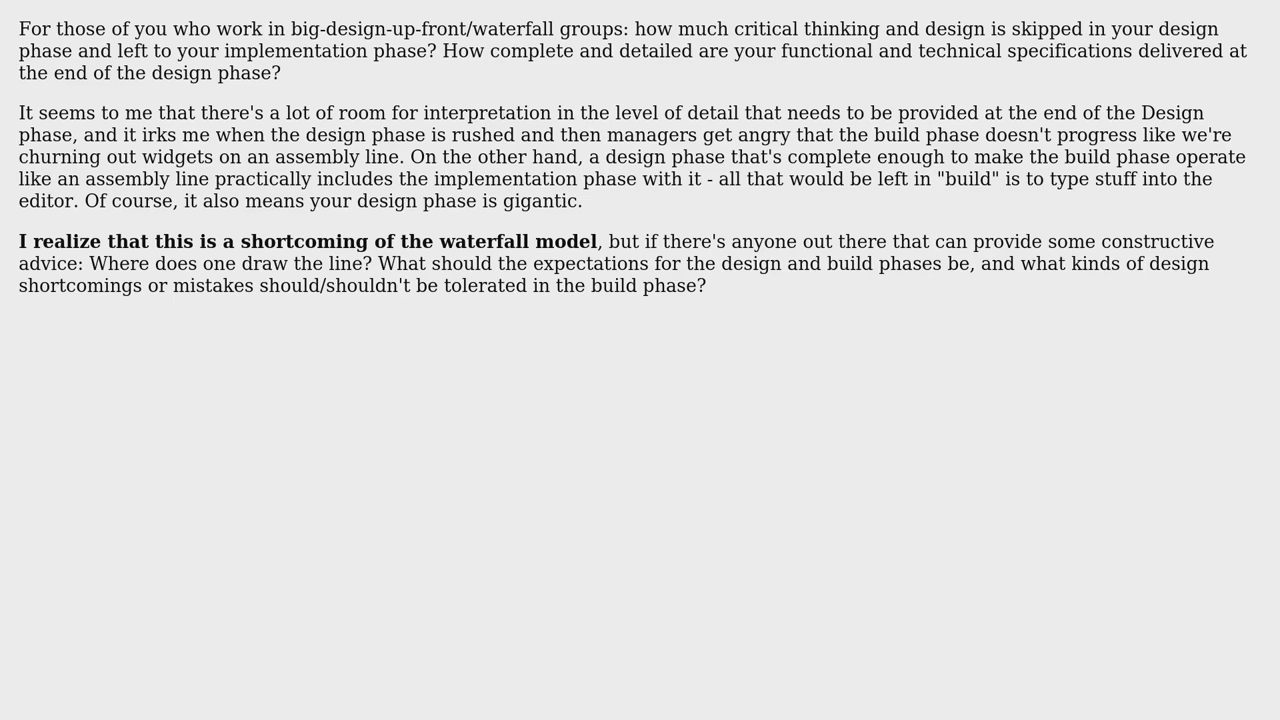 For those of you who work in big-design-up-front/waterfall groups: how much critical thinking and design is skipped in your design
phase and left to your implementation phase? How complete and detailed are your functional and technical specifications delivered at
the end of the design phase?
It seems to me that there's a lot of room for interpretation in the level of detail that needs to be provided at the end of the Design
phase, and it irks me when the design phase is rushed and then managers get angry that the build phase doesn't progress like we're
churning out widgets on an assembly line. On the other hand, a design phase that's complete enough to make the build phase operate
like an assembly line practically includes the implementation phase with it - all that would be left in "build" is to type stuff into the
editor. Of course, it also means your design phase is gigantic.
I realize that this is a shortcoming of the waterfall model, but if there's anyone out there that can provide some constructive
advice: Where does one draw the line? What should the expectations for the design and build phases be, and what kinds of design
shortcomings or mistakes should/shouldn't be tolerated in the build phase?